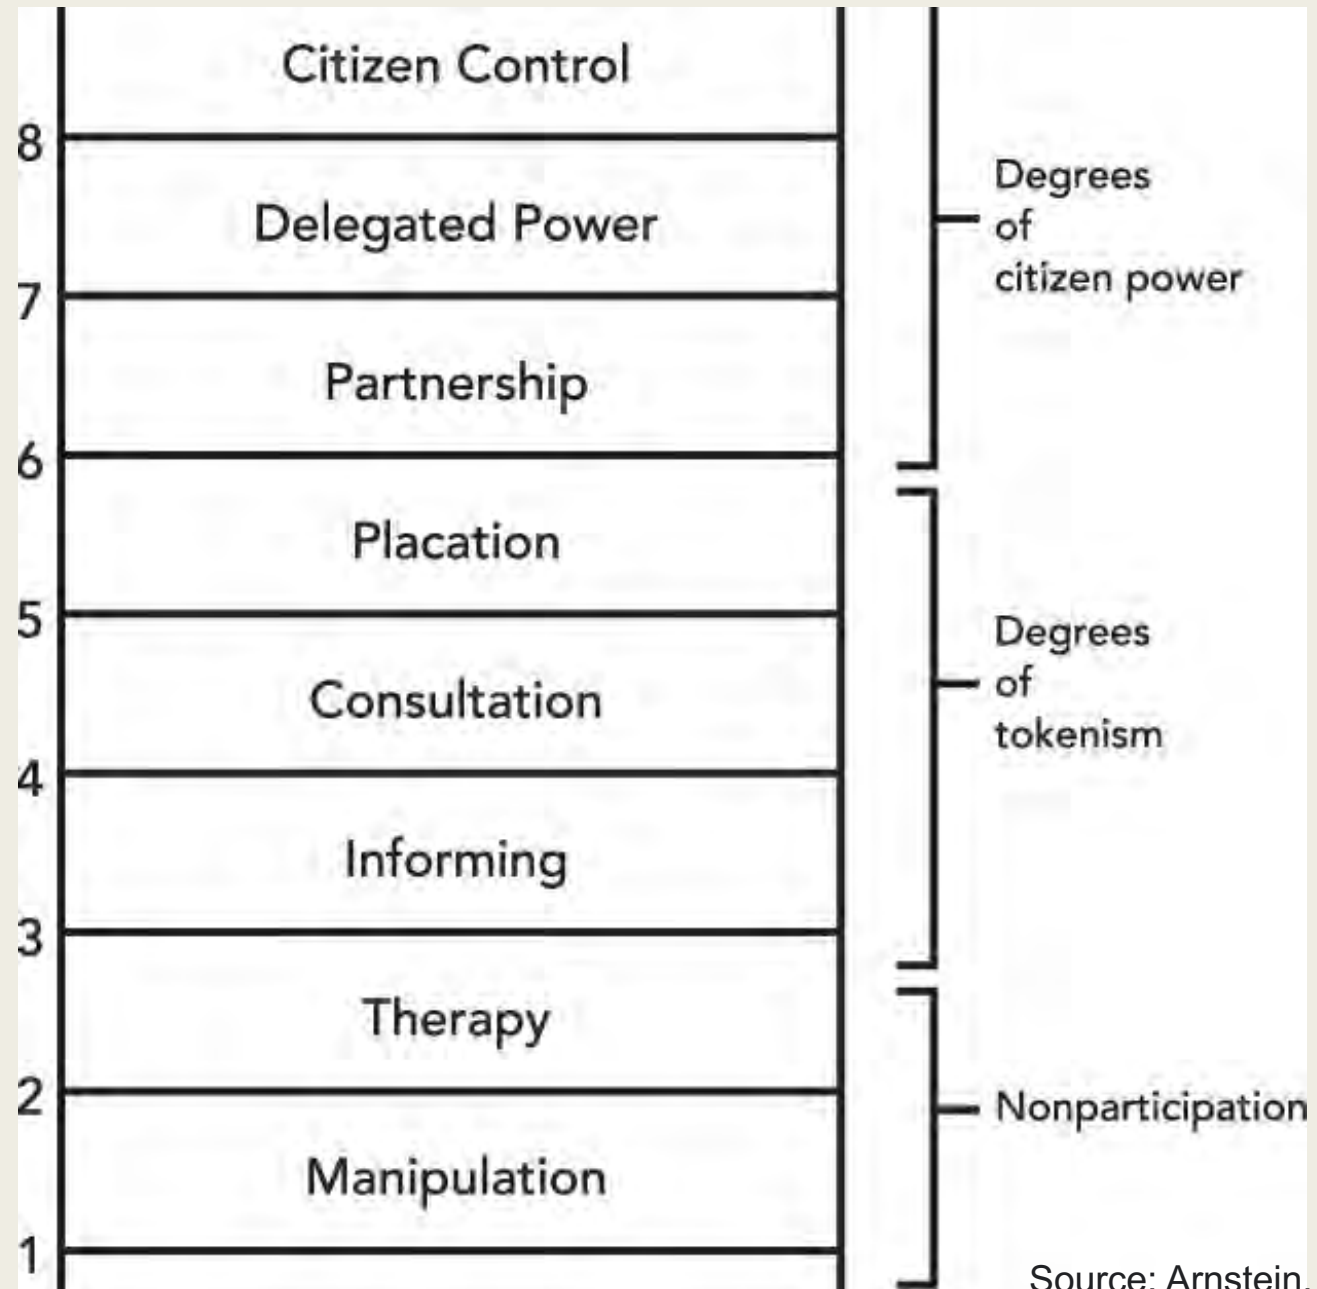 Citizen Control
8
Delegated Power
7
Partnership
6
Placation
5
Consultation
4
Informing
3
Therapy
2
Manipulation
1
Degrees
of
citizen power
Degrees
of
tokenism
Nonparticipation
Source: Arnstein,